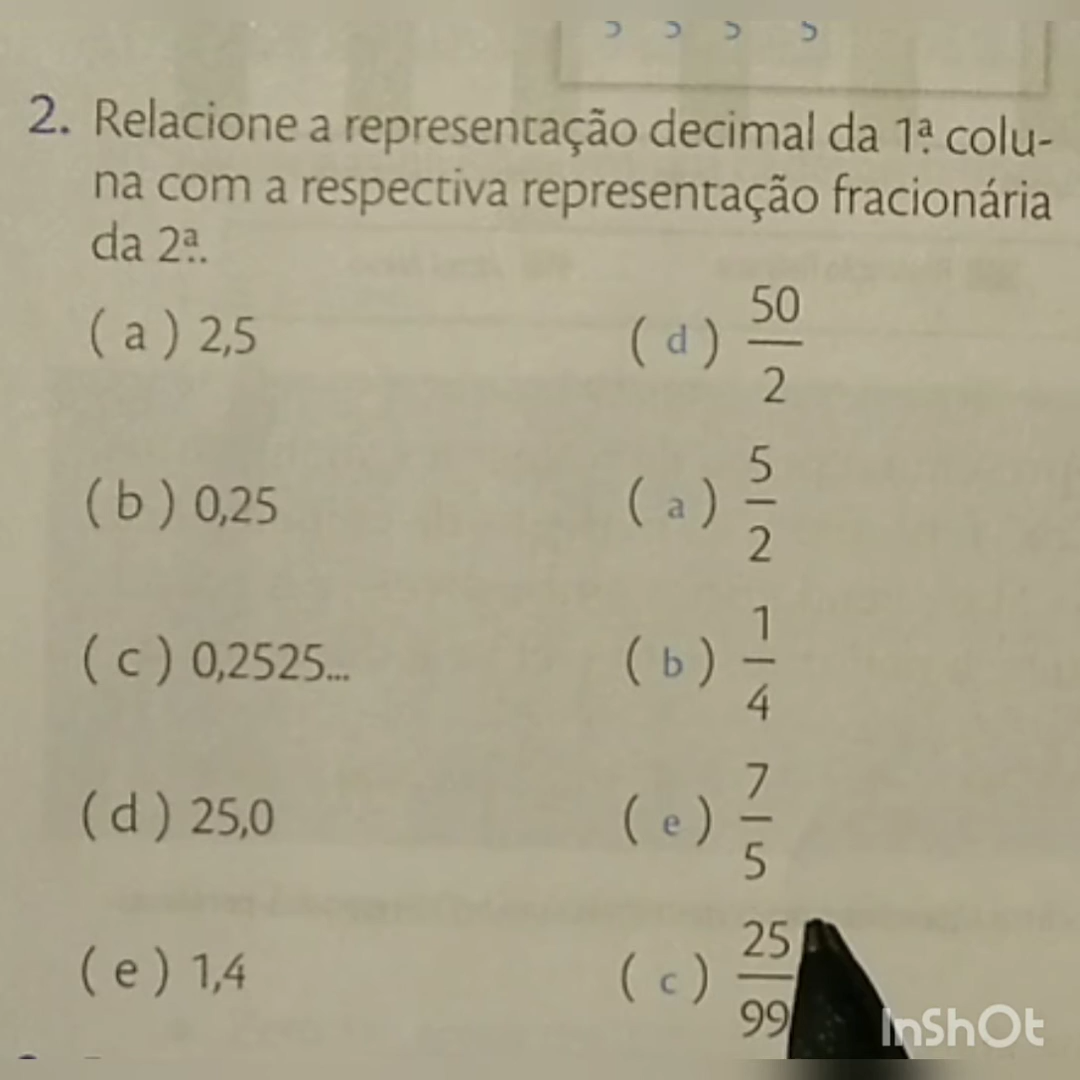 2. Relacione a representação decimal da 1ª. colu-
na com a respectiva representação fracionária
da 2ª..
( a ) 2,5
( d ) 50/2
( b ) 0,25
( a ) 5/2
( c ) 0,2525...
( b ) 1/4
( d ) 25,0
( e ) 7/5
( e ) 1,4
( c ) 25/99
InShOt